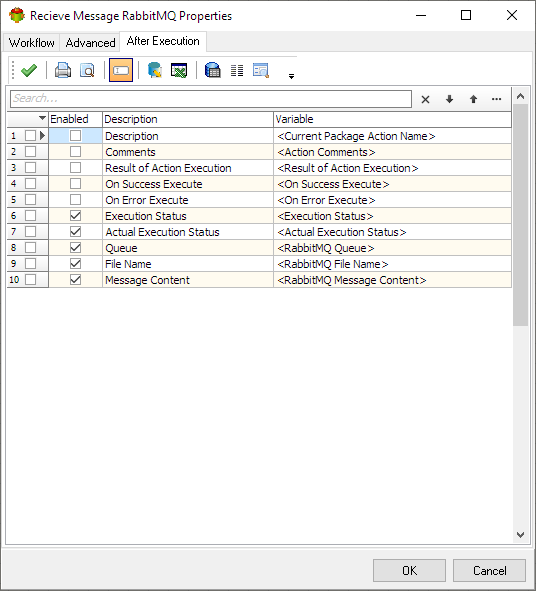 Recieve Message RabbitMQ Properties
Workflow Advanced After Execution
Search...
Enabled Description Variable
1 Description <Current Package Action Name>
2 Comments <Action Comments>
3 Result of Action Execution <Result of Action Execution>
4 On Success Execute <On Success Execute>
5 On Error Execute <On Error Execute>
6 Execution Status <Execution Status>
7 Actual Execution Status <Actual Execution Status>
8 Queue <RabbitMQ Queue>
9 File Name <RabbitMQ File Name>
10 Message Content <RabbitMQ Message Content>
OK Cancel